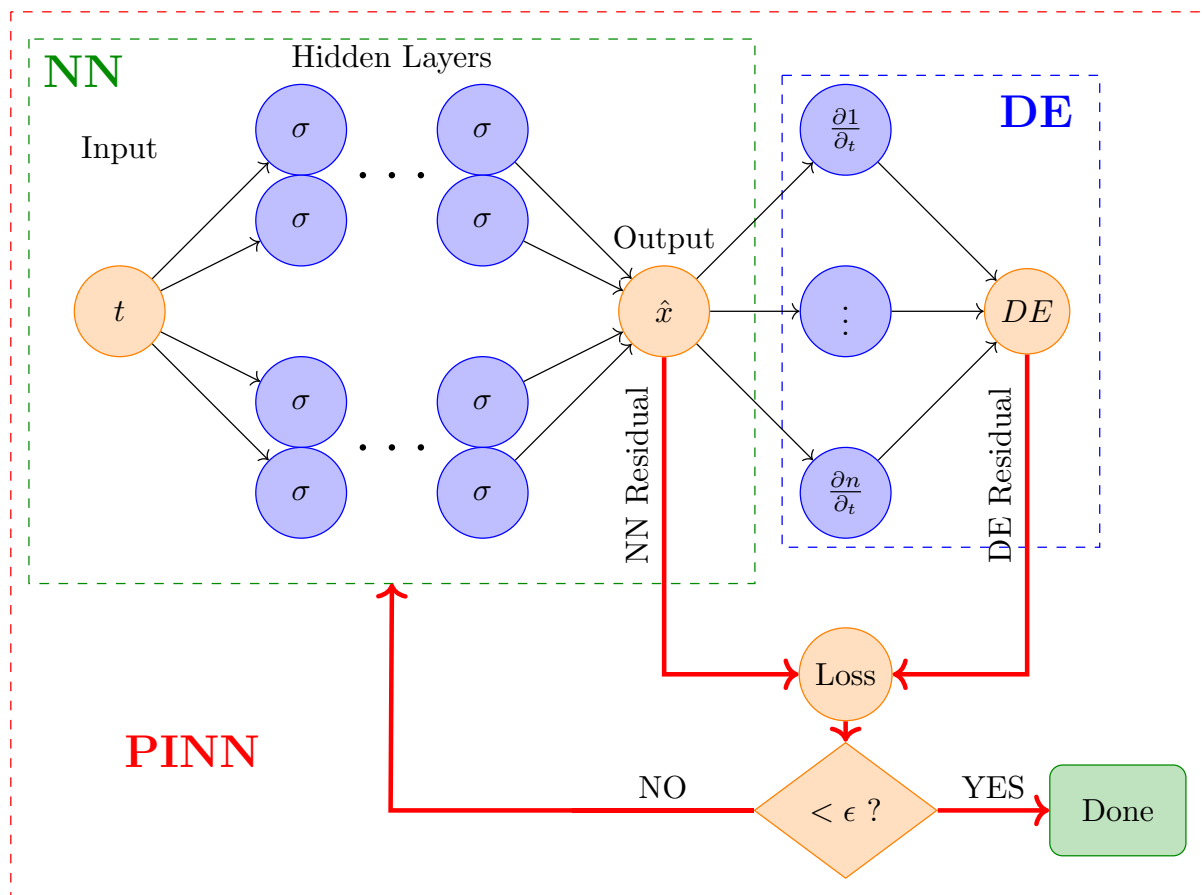 NN
Hidden Layers
Input
σ
σ
. . .
σ
σ
t
σ
σ
. . .
σ
σ
Output
x̂
DE
∂1/∂ₜ
⋮
∂n/∂ₜ
DE
NN Residual
DE Residual
Loss
PINN
NO
< ϵ ?
YES
Done